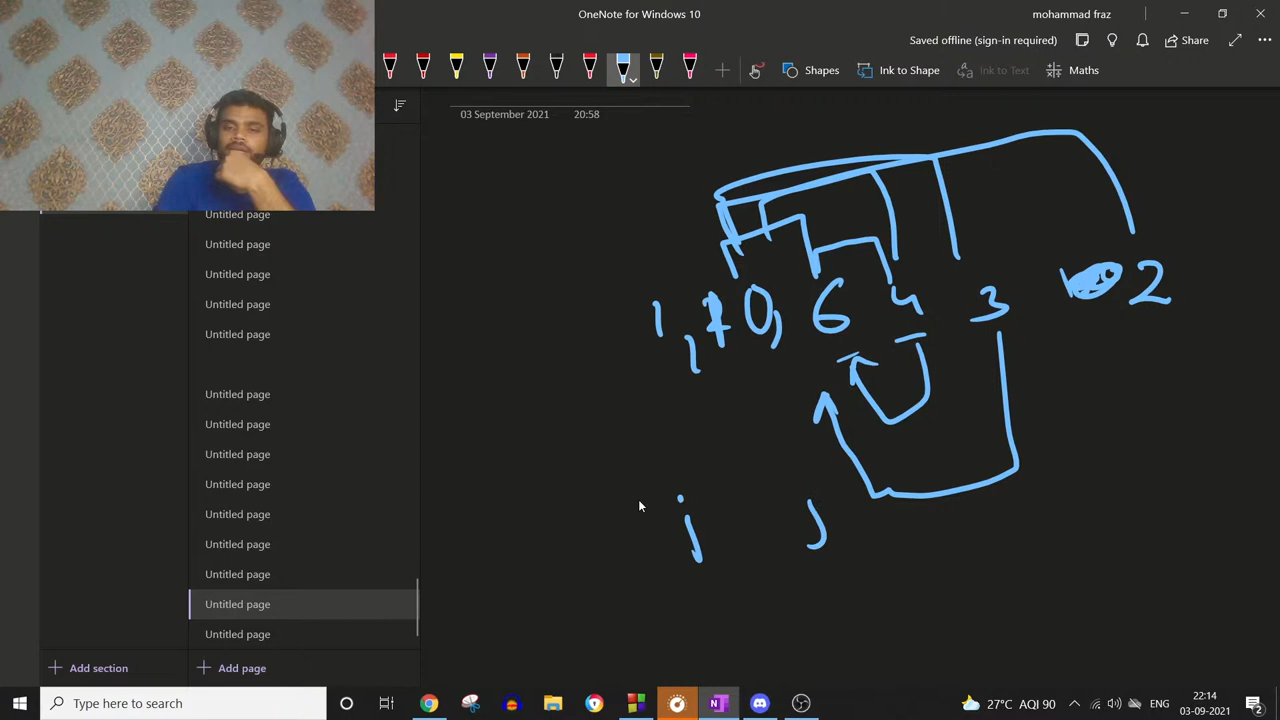 OneNote for Windows 10
mohammad fraz
Saved offline (sign-in required)
Share
Shapes
Ink to Shape
Ink to Text
Maths
03 September 2021 20:58
Untitled page
Untitled page
Untitled page
Untitled page
Untitled page
Untitled page
Untitled page
Untitled page
Untitled page
Untitled page
Untitled page
Untitled page
Untitled page
Untitled page
1, 10, 6 4 3 2
i j
Add section
Add page
Type here to search
27°C AQI 90
ENG
22:14
03-09-2021
2